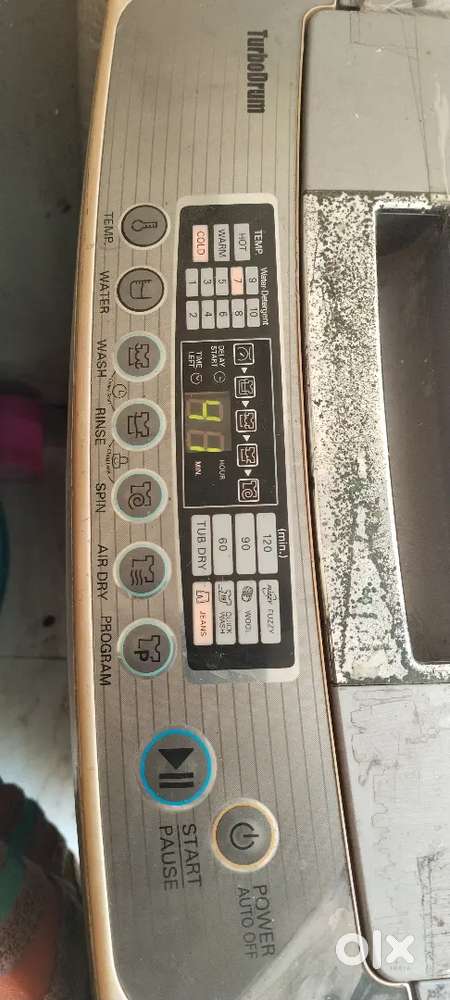 TurboDrum
TEMP.
HOT
WARM
COLD
Water·Detergent
9 10
7 8
5 6
3 4
1 2
DELAY START
TIME LEFT
48
HOUR
MIN.
(min.)
120
90
60
TUB DRY
FUZZY
WOOL
QUICK WASH
JEANS
TEMP.
WATER
WASH
RINSE
SPIN
AIR DRY
PROGRAM
START
PAUSE
POWER
AUTO OFF
olx
INDIA